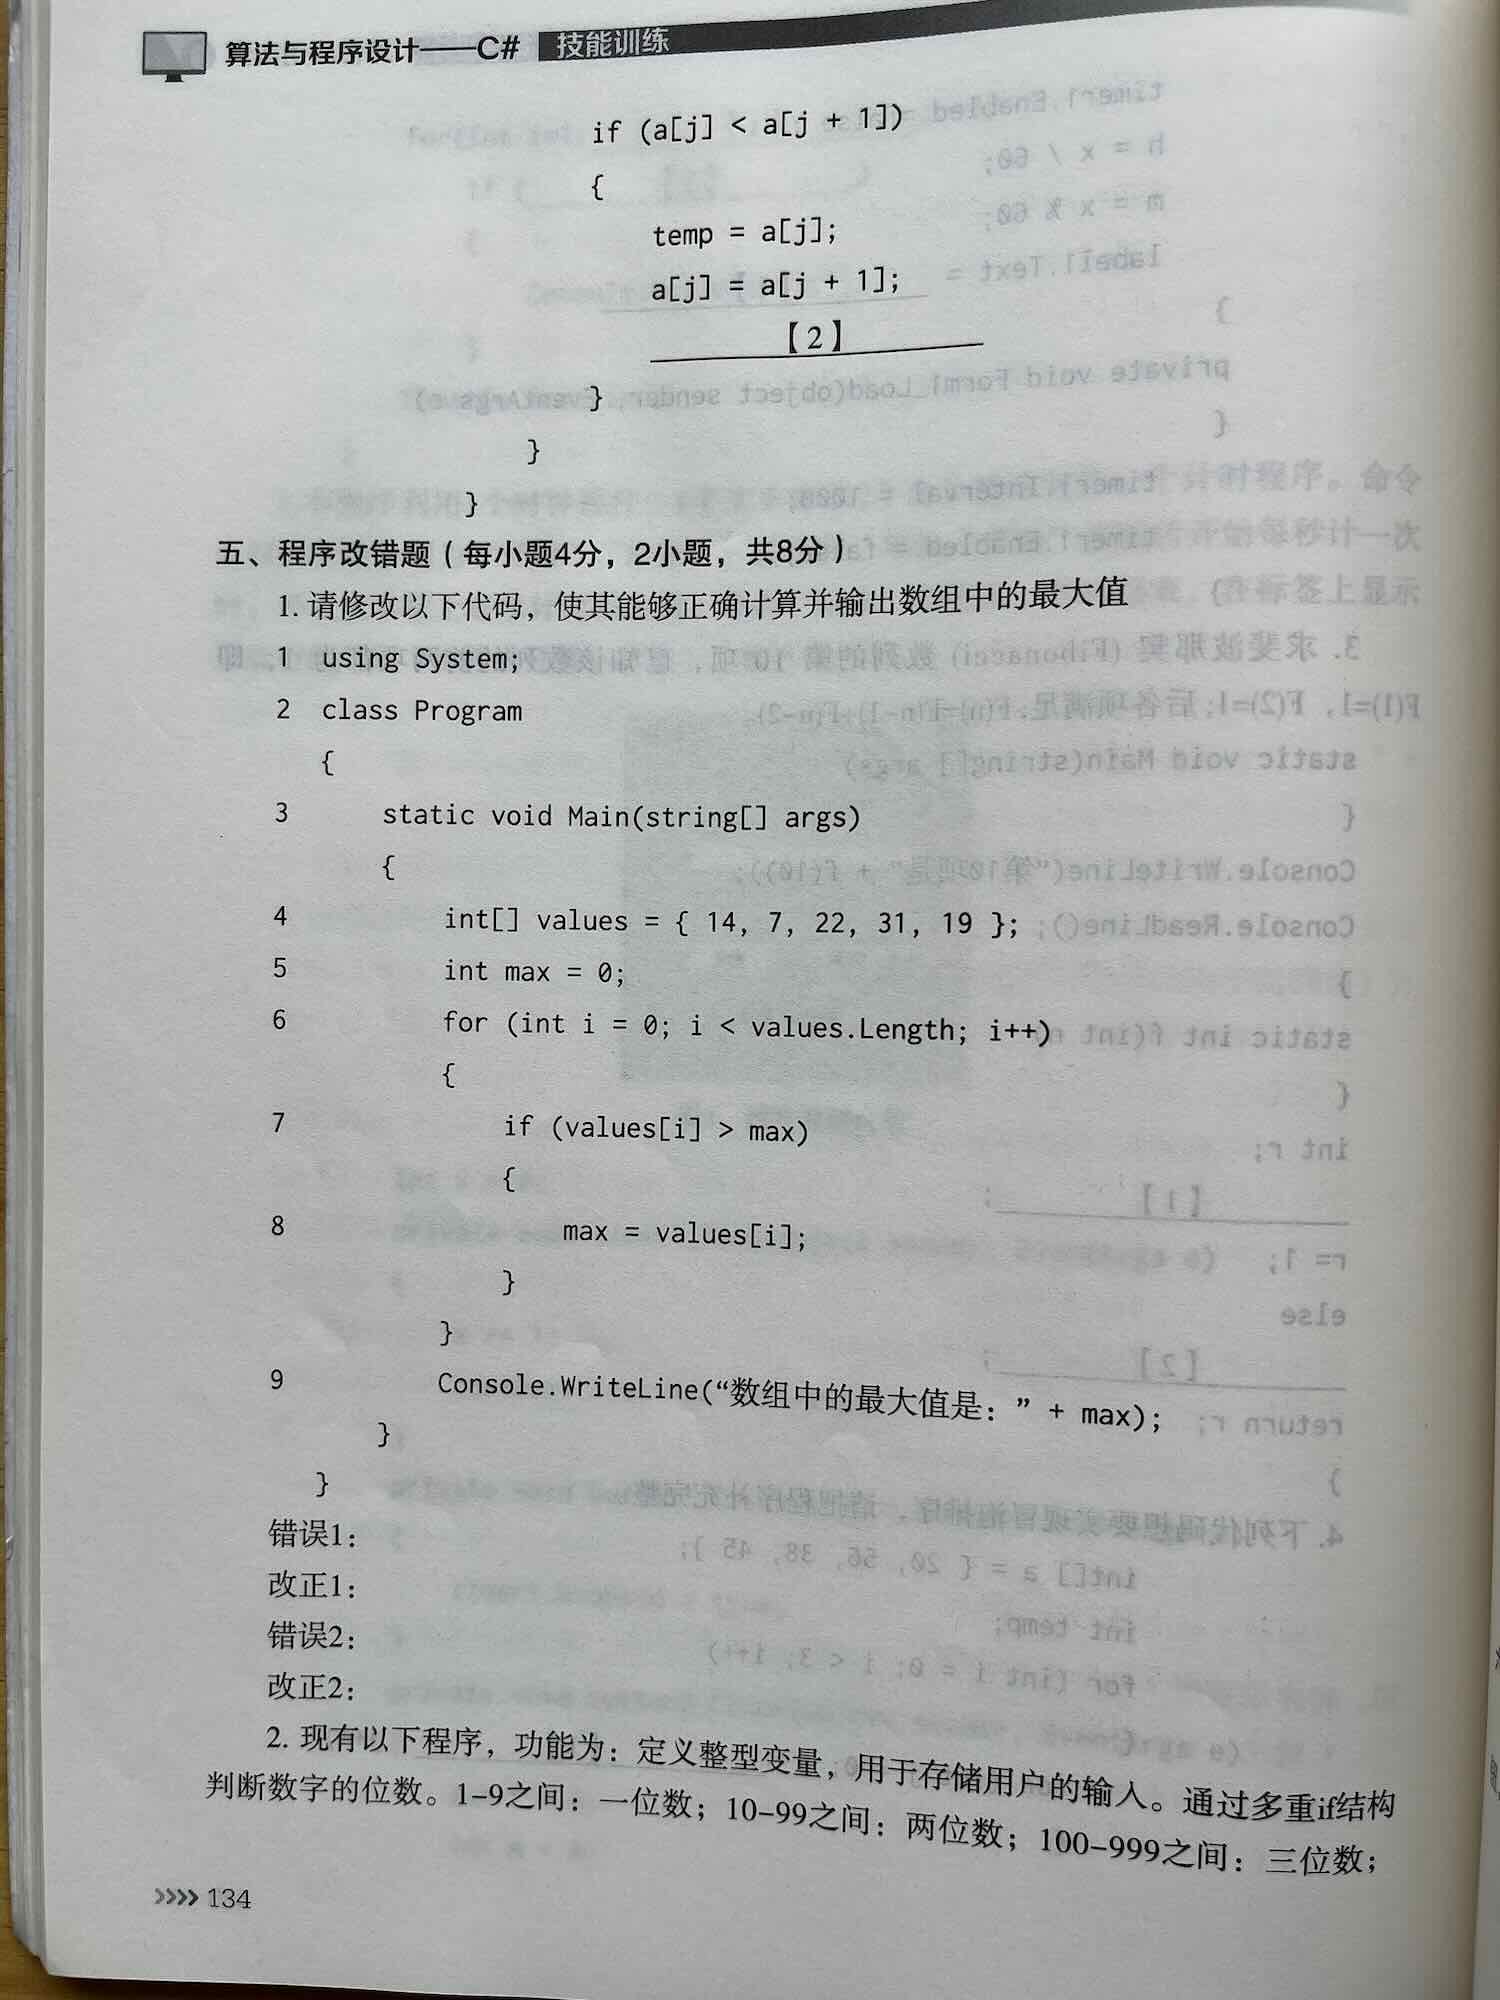 算法与程序设计——C# 技能训练
if (a[j] < a[j + 1])
{
temp = a[j];
a[j] = a[j + 1];
【2】
}
}
}
五、程序改错题（每小题4分，2小题，共8分）
1. 请修改以下代码，使其能够正确计算并输出数组中的最大值
1 using System;
2 class Program
{
3 static void Main(string[] args)
{
4 int[] values = { 14, 7, 22, 31, 19 };
5 int max = 0;
6 for (int i = 0; i < values.Length; i++)
{
7 if (values[i] > max)
{
8 max = values[i];
}
}
9 Console.WriteLine(“数组中的最大值是：” + max);
}
}
错误1：
改正1：
错误2：
改正2：
2. 现有以下程序，功能为：定义整型变量，用于存储用户的输入。通过多重if结构
判断数字的位数。1-9之间：一位数；10-99之间：两位数；100-999之间：三位数；
>>>> 134